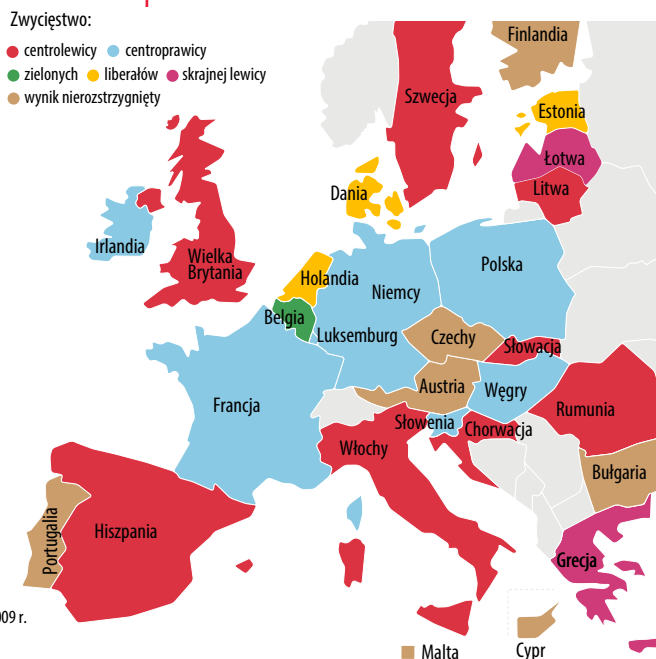 Zwycięstwo:
centrolewicy centroprawicy
zielonych liberałów skrajnej lewicy
wynik nierozstrzygnięty
Finlandia
Szwecja
Estonia
Łotwa
Litwa
Dania
Irlandia
Wielka
Brytania
Holandia
Niemcy
Polska
Belgia
Luksemburg
Czechy
Słowacja
Austria
Węgry
Francja
Słowenia
Chorwacja
Rumunia
Włochy
Bułgaria
Portugalia
Hiszpania
Grecja
09 r.
Malta
Cypr